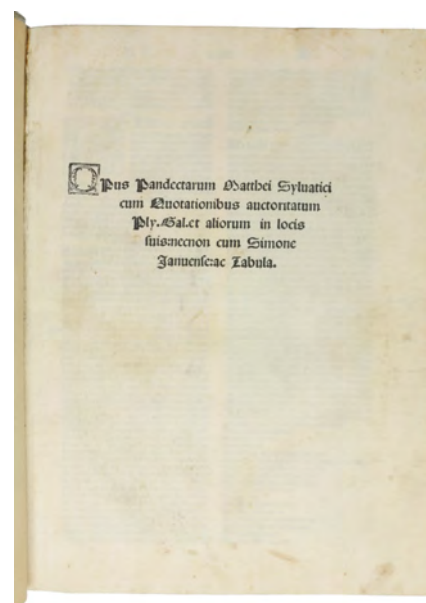 OPus Pandectarum Matthei Syluatici
cum Quotationibus auctoritatum
Ply.Gal.et aliorum in locis
suis:necnon cum Simone
Januense:ac Tabula.